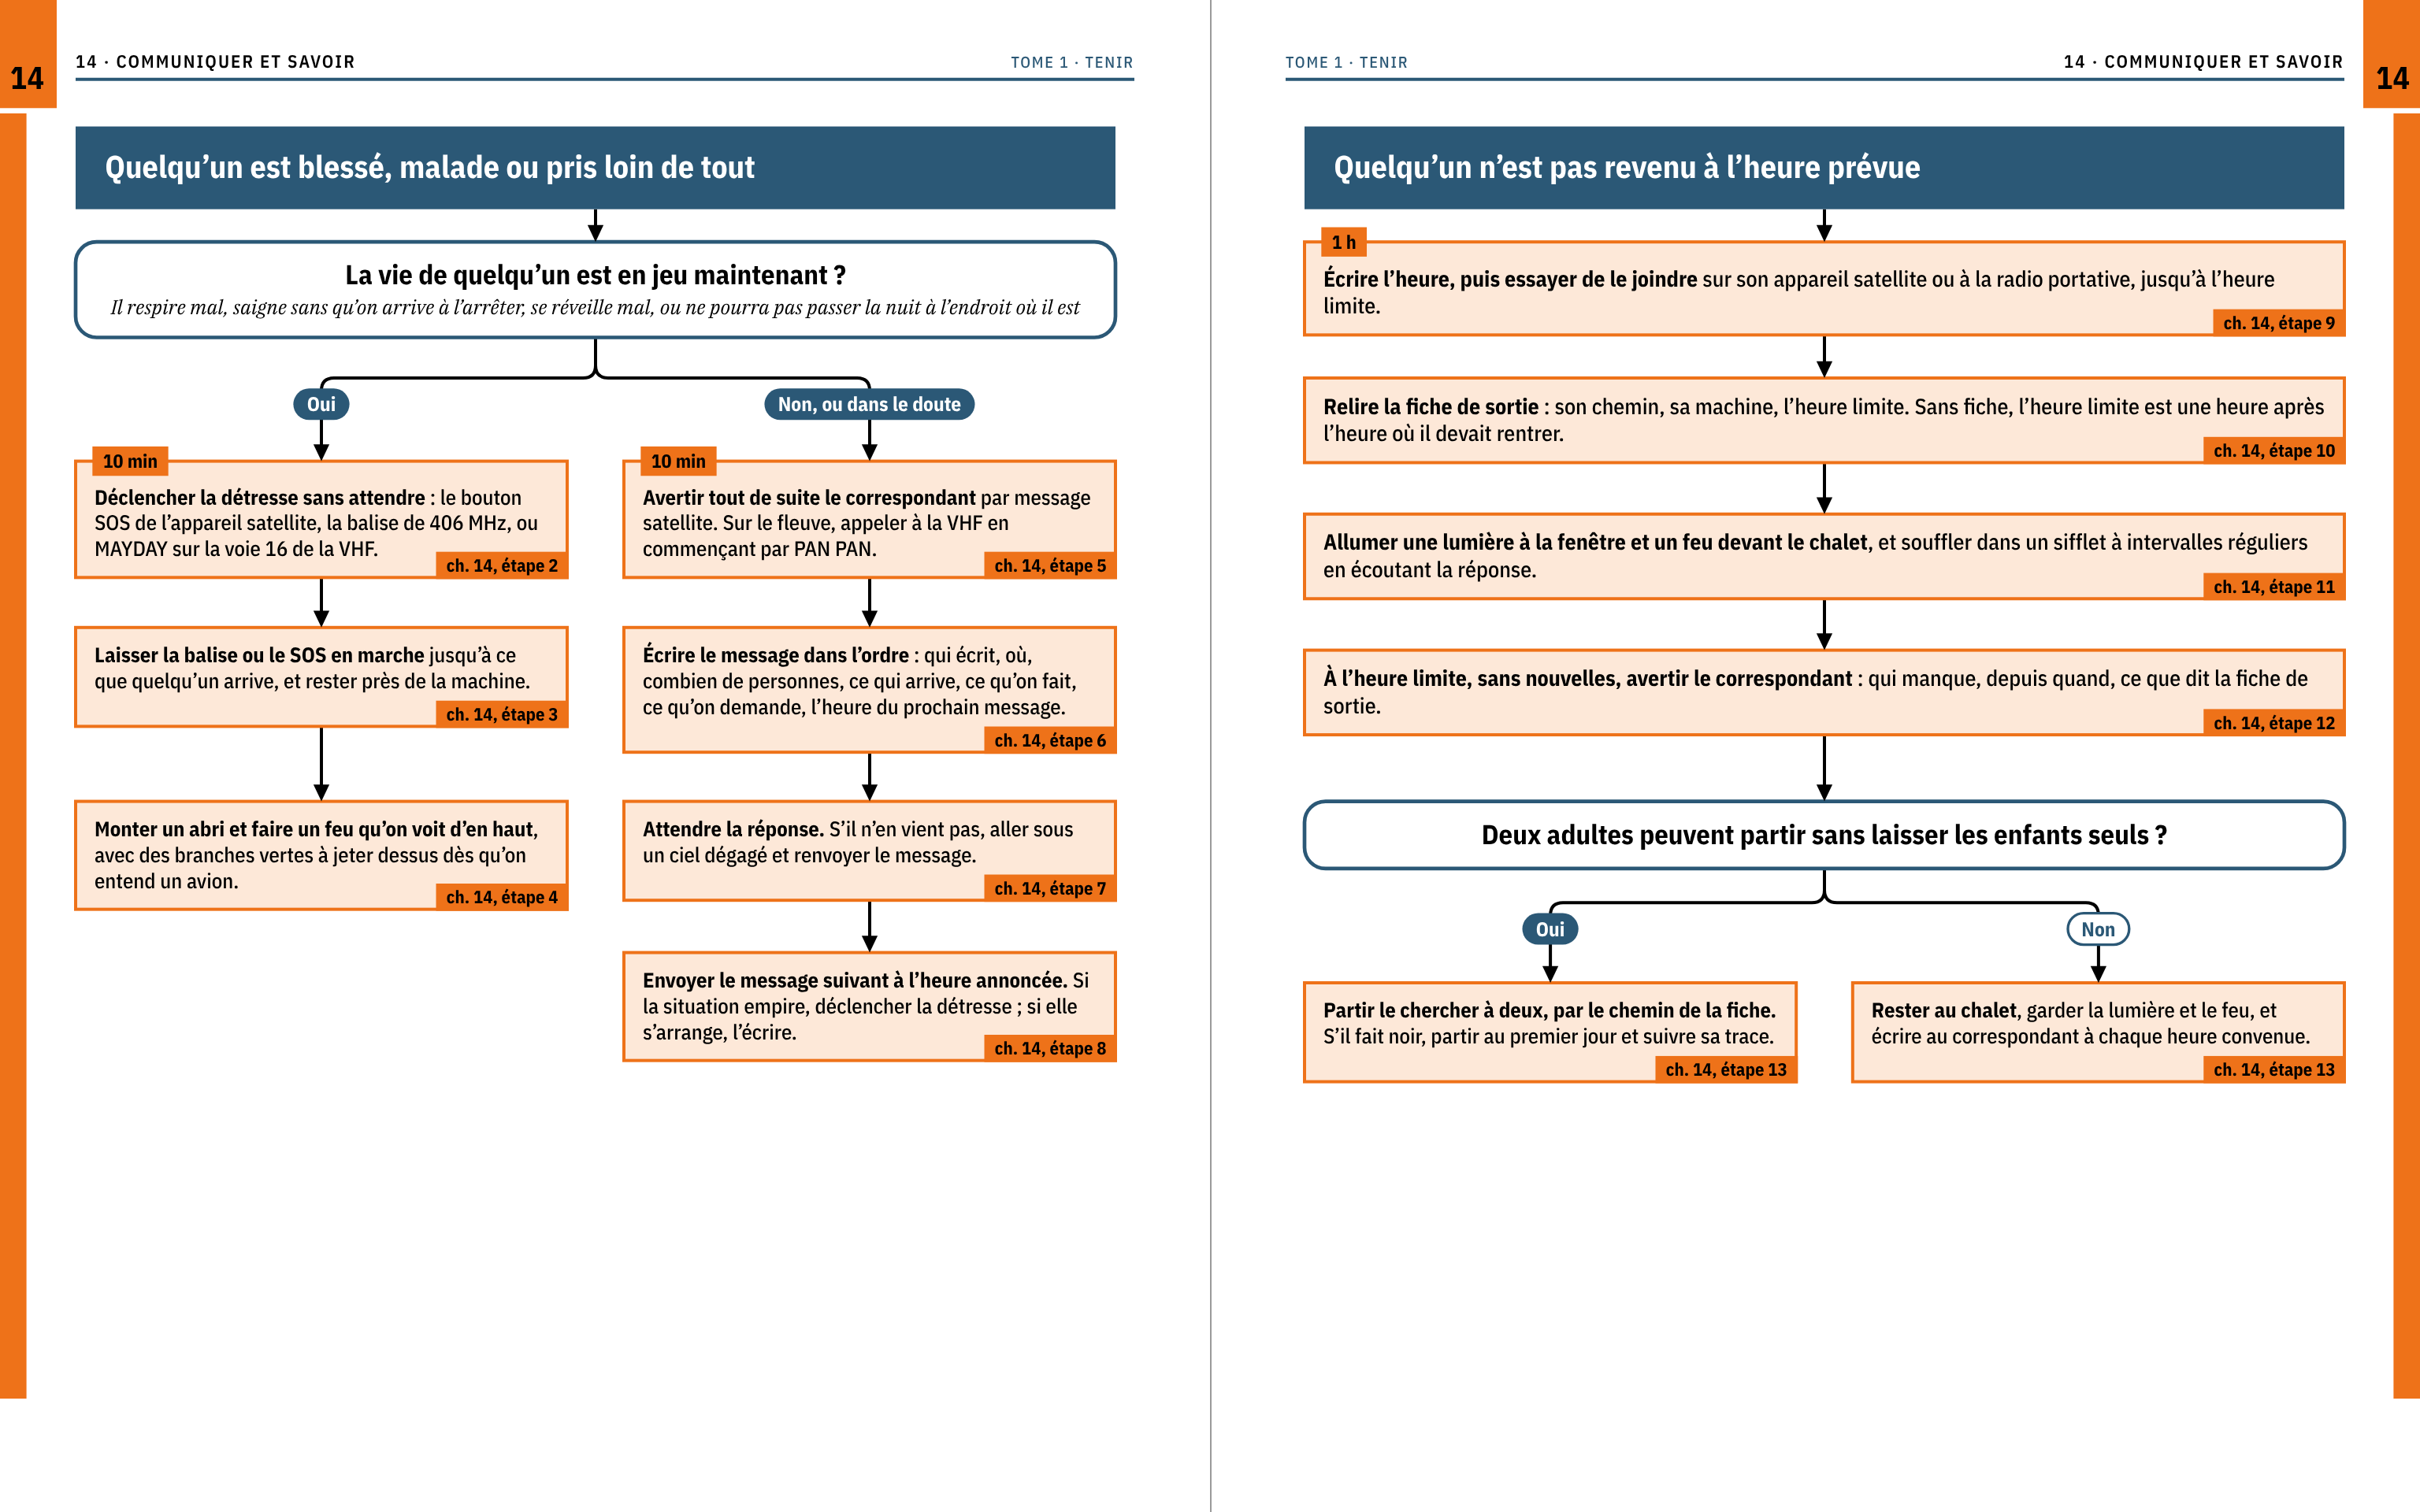 14
14 · COMMUNIQUER ET SAVOIR
TOME 1 · TENIR
Quelqu’un est blessé, malade ou pris loin de tout
La vie de quelqu’un est en jeu maintenant ?
Il respire mal, saigne sans qu’on arrive à l’arrêter, se réveille mal, ou ne pourra pas passer la nuit à l’endroit où il est
Oui
10 min
Déclencher la détresse sans attendre : le bouton
SOS de l’appareil satellite, la balise de 406 MHz, ou
MAYDAY sur la voie 16 de la VHF.
ch. 14, étape 2
Laisser la balise ou le SOS en marche jusqu’à ce
que quelqu’un arrive, et rester près de la machine.
ch. 14, étape 3
Monter un abri et faire un feu qu’on voit d’en haut,
avec des branches vertes à jeter dessus dès qu’on
entend un avion.
ch. 14, étape 4
Non, ou dans le doute
10 min
Avertir tout de suite le correspondant par message
satellite. Sur le fleuve, appeler à la VHF en
commençant par PAN PAN.
ch. 14, étape 5
Écrire le message dans l’ordre : qui écrit, où,
combien de personnes, ce qui arrive, ce qu’on fait,
ce qu’on demande, l’heure du prochain message.
ch. 14, étape 6
Attendre la réponse. S’il n’en vient pas, aller sous
un ciel dégagé et renvoyer le message.
ch. 14, étape 7
Envoyer le message suivant à l’heure annoncée. Si
la situation empire, déclencher la détresse ; si elle
s’arrange, l’écrire.
ch. 14, étape 8
TOME 1 · TENIR
14 · COMMUNIQUER ET SAVOIR
14
Quelqu’un n’est pas revenu à l’heure prévue
1 h
Écrire l’heure, puis essayer de le joindre sur son appareil satellite ou à la radio portative, jusqu’à l’heure
limite.
ch. 14, étape 9
Relire la fiche de sortie : son chemin, sa machine, l’heure limite. Sans fiche, l’heure limite est une heure après
l’heure où il devait rentrer.
ch. 14, étape 10
Allumer une lumière à la fenêtre et un feu devant le chalet, et souffler dans un sifflet à intervalles réguliers
en écoutant la réponse.
ch. 14, étape 11
À l’heure limite, sans nouvelles, avertir le correspondant : qui manque, depuis quand, ce que dit la fiche de
sortie.
ch. 14, étape 12
Deux adultes peuvent partir sans laisser les enfants seuls ?
Oui
Partir le chercher à deux, par le chemin de la fiche.
S’il fait noir, partir au premier jour et suivre sa trace.
ch. 14, étape 13
Non
Rester au chalet, garder la lumière et le feu, et
écrire au correspondant à chaque heure convenue.
ch. 14, étape 13